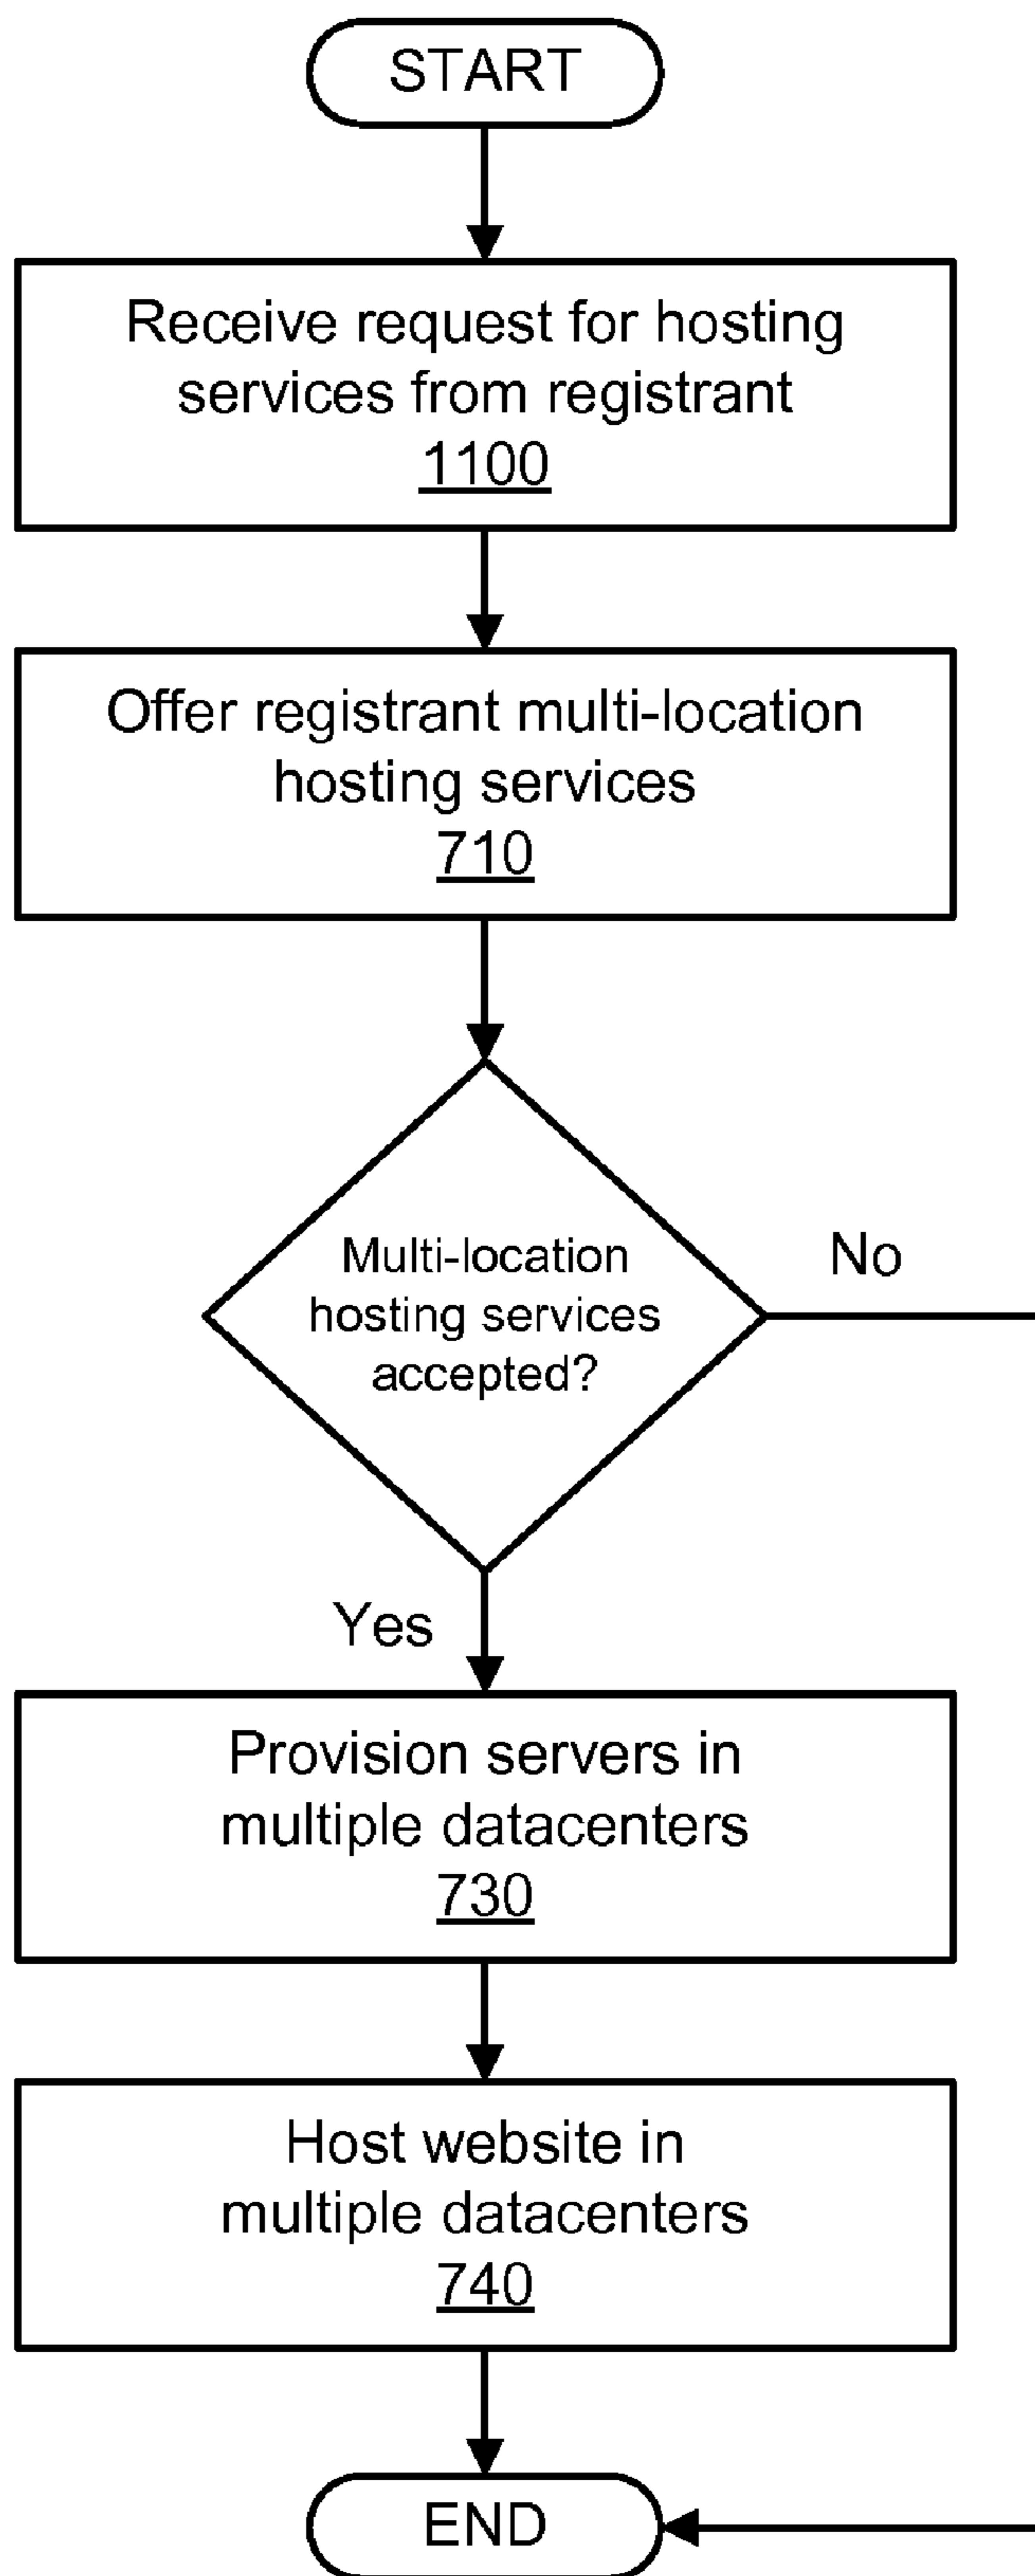 START
Receive request for hosting
services from registrant
1100
Offer registrant multi-location
hosting services
710
Multi-location
hosting services
accepted?
No
Yes
Provision servers in
multiple datacenters
730
Host website in
multiple datacenters
740
END